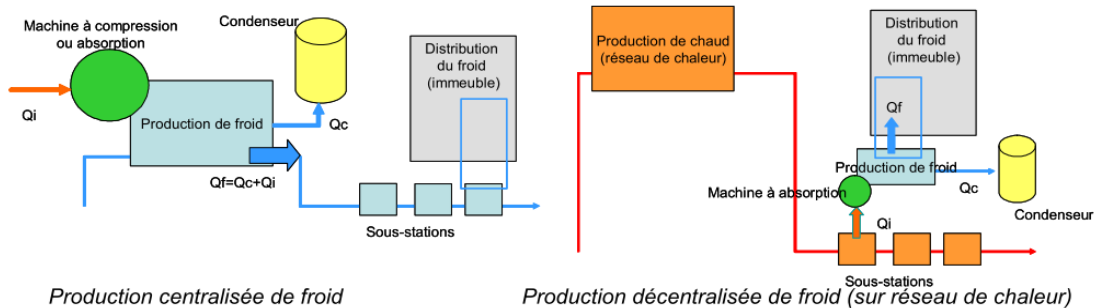 Machine à compression
ou absorption
Condenseur
Qi
Production de froid
Qc
Qf=Qc+Qi
Distribution
du froid
(immeuble)
Sous-stations
Production centralisée de froid
Production de chaud
(réseau de chaleur)
Distribution
du froid
(immeuble)
Qf
Production de froid
Qc
Machine à absorption
Condenseur
Qi
Sous-stations
Production décentralisée de froid (sur réseau de chaleur)